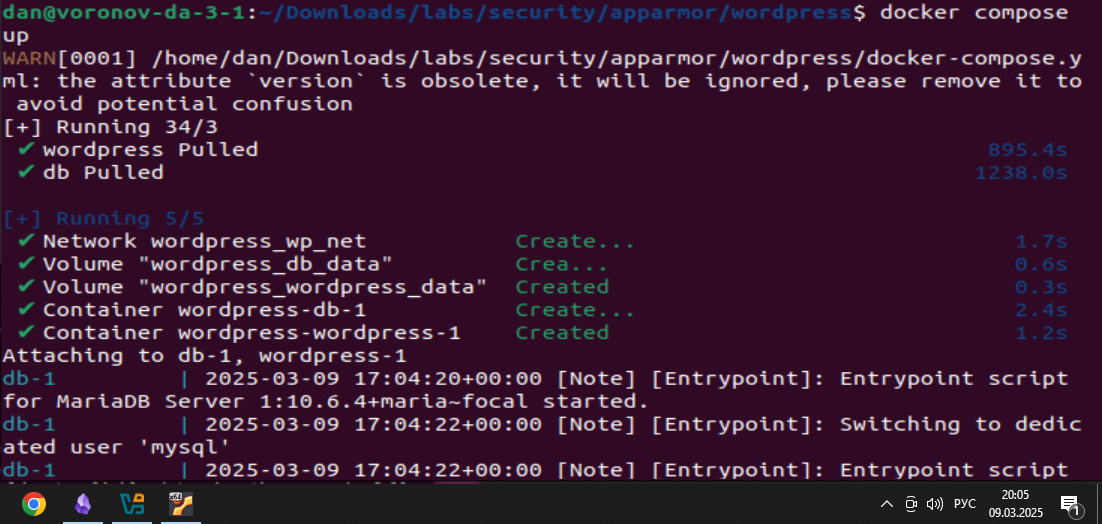 dan@voronov-da-3-1:~/Downloads/labs/security/apparmor/wordpress$ docker compose
up
WARN[0001] /home/dan/Downloads/labs/security/apparmor/wordpress/docker-compose.y
ml: the attribute `version` is obsolete, it will be ignored, please remove it to
 avoid potential confusion
[+] Running 34/3
 ✔ wordpress Pulled 895.4s
 ✔ db Pulled 1238.0s
[+] Running 5/5
 ✔ Network wordpress_wp_net Create... 1.7s
 ✔ Volume "wordpress_db_data" Crea... 0.6s
 ✔ Volume "wordpress_wordpress_data" Created 0.3s
 ✔ Container wordpress-db-1 Create... 2.4s
 ✔ Container wordpress-wordpress-1 Created 1.2s
Attaching to db-1, wordpress-1
db-1 | 2025-03-09 17:04:20+00:00 [Note] [Entrypoint]: Entrypoint script
for MariaDB Server 1:10.6.4+maria~focal started.
db-1 | 2025-03-09 17:04:22+00:00 [Note] [Entrypoint]: Switching to dedic
ated user 'mysql'
db-1 | 2025-03-09 17:04:22+00:00 [Note] [Entrypoint]: Entrypoint script
x64
РУС
20:05
09.03.2025
1